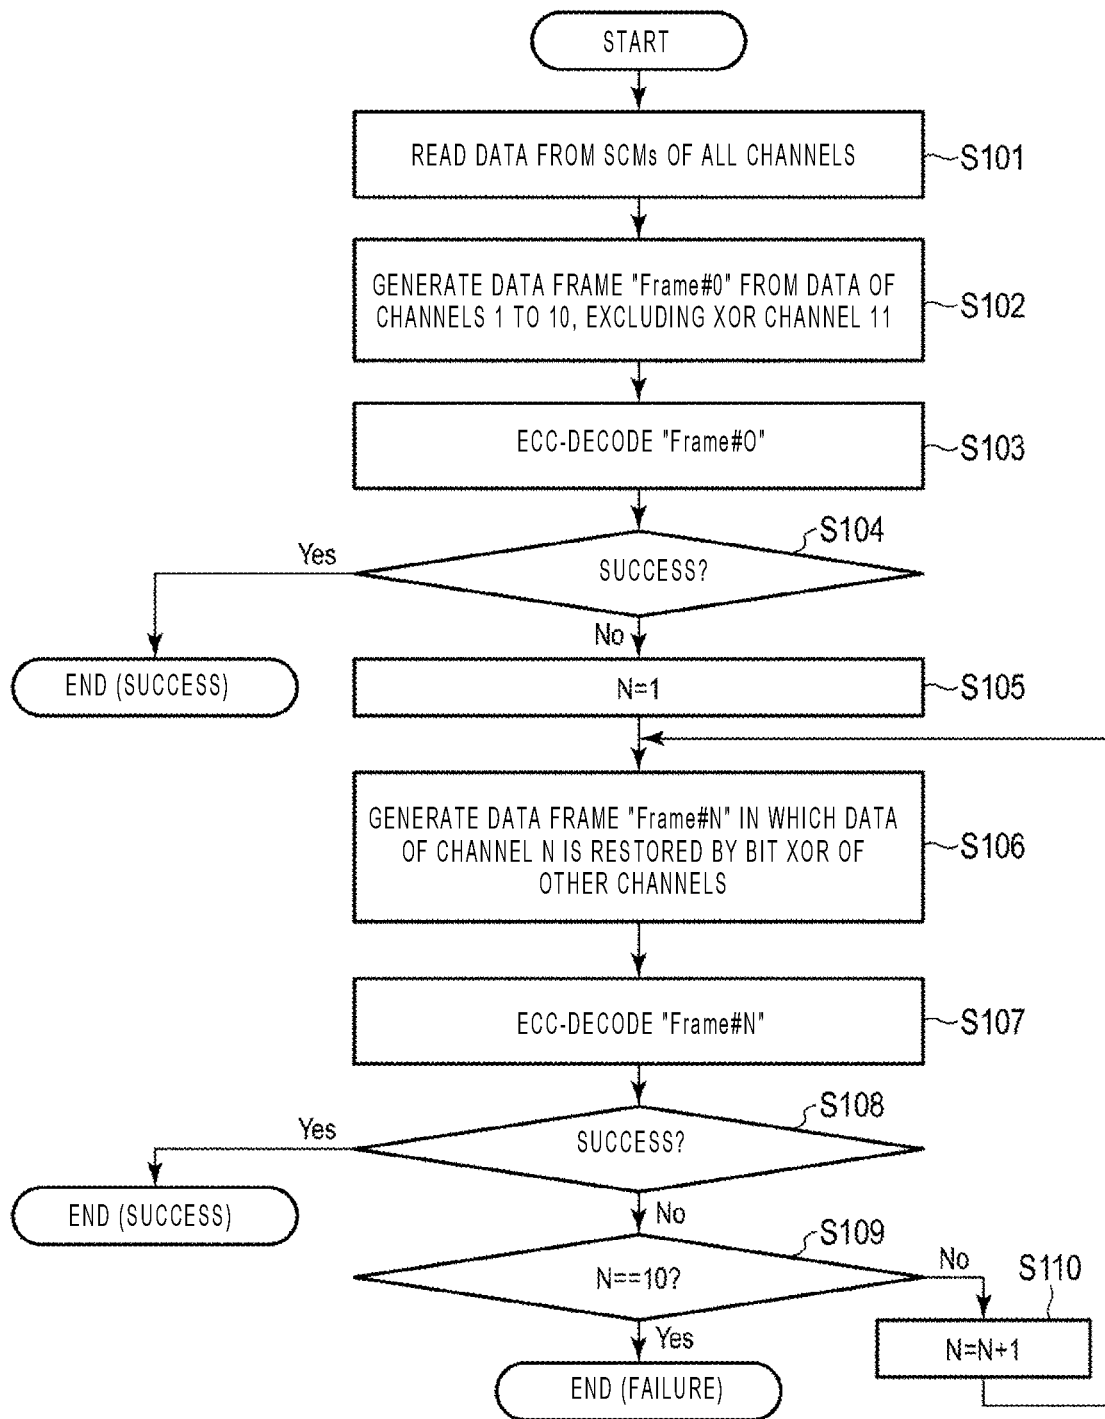 START
READ DATA FROM SCMs OF ALL CHANNELS
S101
GENERATE DATA FRAME "Frame#0" FROM DATA OF
CHANNELS 1 TO 10, EXCLUDING XOR CHANNEL 11
S102
ECC-DECODE "Frame#0"
S103
S104
SUCCESS?
Yes
No
END (SUCCESS)
N=1
S105
GENERATE DATA FRAME "Frame#N" IN WHICH DATA
OF CHANNEL N IS RESTORED BY BIT XOR OF
OTHER CHANNELS
S106
ECC-DECODE "Frame#N"
S107
S108
SUCCESS?
Yes
No
END (SUCCESS)
S109
N==10?
No
S110
Yes
N=N+1
END (FAILURE)